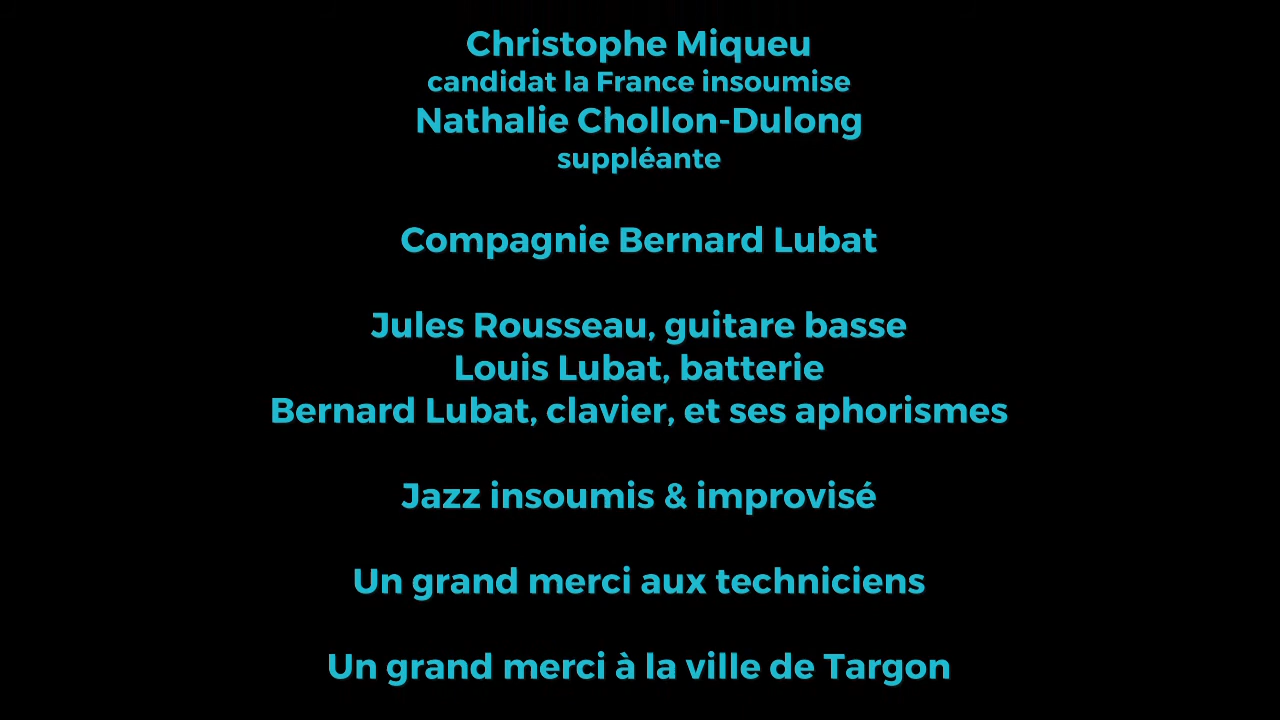 Christophe Miqueu
candidat la France insoumise
Nathalie Chollon-Dulong
suppléante
Compagnie Bernard Lubat
Jules Rousseau, guitare basse
Louis Lubat, batterie
Bernard Lubat, clavier, et ses aphorismes
Jazz insoumis & improvisé
Un grand merci aux techniciens
Un grand merci à la ville de Targon